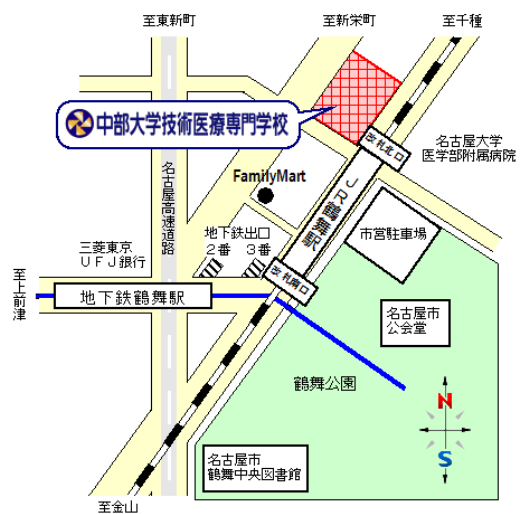 至東新町
至新栄町
至千種
中部大学技術医療専門学校
改札北口
名古屋大学
医学部附属病院
FamilyMart
JR鶴舞駅
名古屋高速道路
地下鉄出口
２番 ３番
市営駐車場
三菱東京
ＵＦＪ銀行
改札南口
至上前津
地下鉄鶴舞駅
名古屋市
公会堂
鶴舞公園
N
S
名古屋市
鶴舞中央図書館
至金山